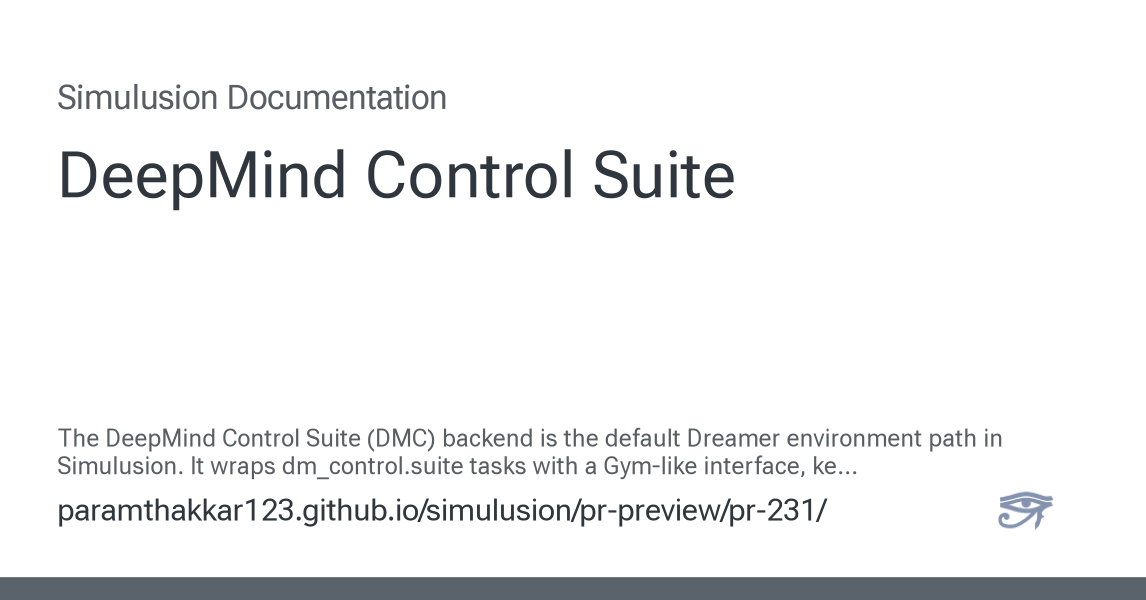 Simulusion Documentation
DeepMind Control Suite
The DeepMind Control Suite (DMC) backend is the default Dreamer environment path in
Simulusion. It wraps dm_control.suite tasks with a Gym-like interface, ke...
paramthakkar123.github.io/simulusion/pr-preview/pr-231/